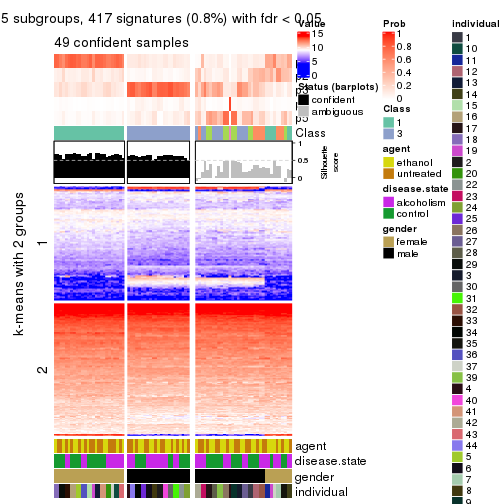 5 subgroups, 417 signatures (0.8%) with fdr < 0.05
49 confident samples
p3
p5
Class
1
0.5
0
Silhouette
score
k-means with 2 groups
1
2
agent
disease.state
gender
individual
Value
15
10
5
0
Status (barplots)
confident
ambiguous
Prob
1
0.8
0.6
0.4
0.2
0
Class
1
3
agent
ethanol
untreated
disease.state
alcoholism
control
gender
female
male
individual
1
10
11
12
13
14
15
16
17
18
19
2
20
22
23
24
25
26
27
28
29
3
30
31
32
33
34
35
36
37
39
4
40
41
42
43
44
5
6
7
8
9